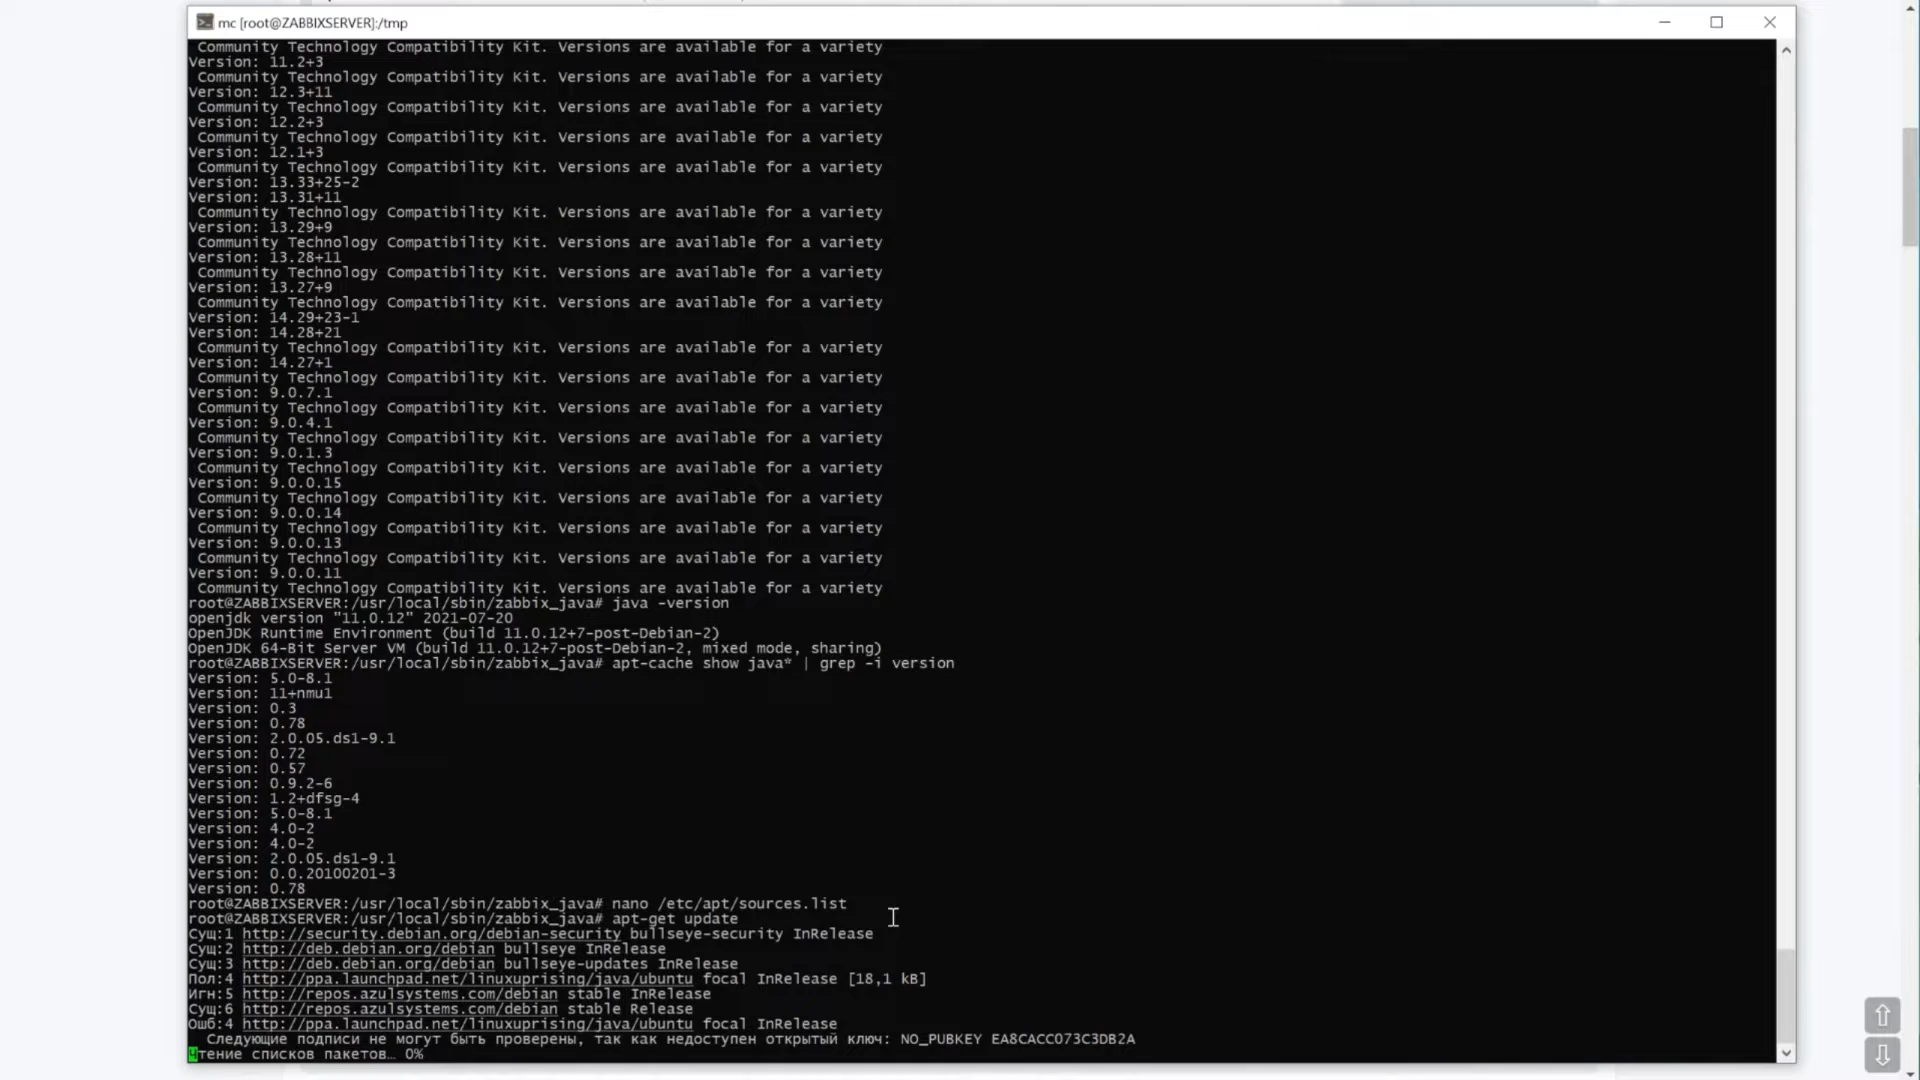 mc [root@ZABBIXSERVER]:/tmp
Community Technology Compatibility Kit. Versions are available for a variety
Version: 11.2+3
Community Technology Compatibility Kit. Versions are available for a variety
Version: 12.3+11
Community Technology Compatibility Kit. Versions are available for a variety
Version: 12.2+3
Community Technology Compatibility Kit. Versions are available for a variety
Version: 12.1+3
Community Technology Compatibility Kit. Versions are available for a variety
Version: 13.33+25-2
Version: 13.31+11
Community Technology Compatibility Kit. Versions are available for a variety
Version: 13.29+9
Community Technology Compatibility Kit. Versions are available for a variety
Version: 13.28+11
Community Technology Compatibility Kit. Versions are available for a variety
Version: 13.27+9
Community Technology Compatibility Kit. Versions are available for a variety
Version: 14.29+23-1
Version: 14.28+21
Community Technology Compatibility Kit. Versions are available for a variety
Version: 14.27+1
Community Technology Compatibility Kit. Versions are available for a variety
Version: 9.0.7.1
Community Technology Compatibility Kit. Versions are available for a variety
Version: 9.0.4.1
Community Technology Compatibility Kit. Versions are available for a variety
Version: 9.0.1.3
Community Technology Compatibility Kit. Versions are available for a variety
Version: 9.0.0.15
Community Technology Compatibility Kit. Versions are available for a variety
Version: 9.0.0.14
Community Technology Compatibility Kit. Versions are available for a variety
Version: 9.0.0.13
Community Technology Compatibility Kit. Versions are available for a variety
Version: 9.0.0.11
Community Technology Compatibility Kit. Versions are available for a variety
root@ZABBIXSERVER:/usr/local/sbin/zabbix_java# java -version
openjdk version "11.0.12" 2021-07-20
OpenJDK Runtime Environment (build 11.0.12+7-post-Debian-2)
OpenJDK 64-Bit Server VM (build 11.0.12+7-post-Debian-2, mixed mode, sharing)
root@ZABBIXSERVER:/usr/local/sbin/zabbix_java# apt-cache show java* | grep -i version
Version: 5.0-8.1
Version: 11+nmu1
Version: 0.3
Version: 0.78
Version: 2.0.05.ds1-9.1
Version: 0.72
Version: 0.57
Version: 0.9.2-6
Version: 1.2+dfsg-4
Version: 5.0-8.1
Version: 4.0-2
Version: 4.0-2
Version: 2.0.05.ds1-9.1
Version: 0.0.20100201-3
Version: 0.78
root@ZABBIXSERVER:/usr/local/sbin/zabbix_java# nano /etc/apt/sources.list
root@ZABBIXSERVER:/usr/local/sbin/zabbix_java# apt-get update
Сущ:1 http://security.debian.org/debian-security bullseye-security InRelease
Сущ:2 http://deb.debian.org/debian bullseye InRelease
Сущ:3 http://deb.debian.org/debian bullseye-updates InRelease
Пол:4 http://ppa.launchpad.net/linuxuprising/java/ubuntu focal InRelease [18,1 kB]
Игн:5 http://repos.azulsystems.com/debian stable InRelease
Сущ:6 http://repos.azulsystems.com/debian stable Release
Ошб:4 http://ppa.launchpad.net/linuxuprising/java/ubuntu focal InRelease
Следующие подписи не могут быть проверены, так как недоступен открытый ключ: NO_PUBKEY EA8CACC073C3DB2A
Чтение списков пакетов… 0%